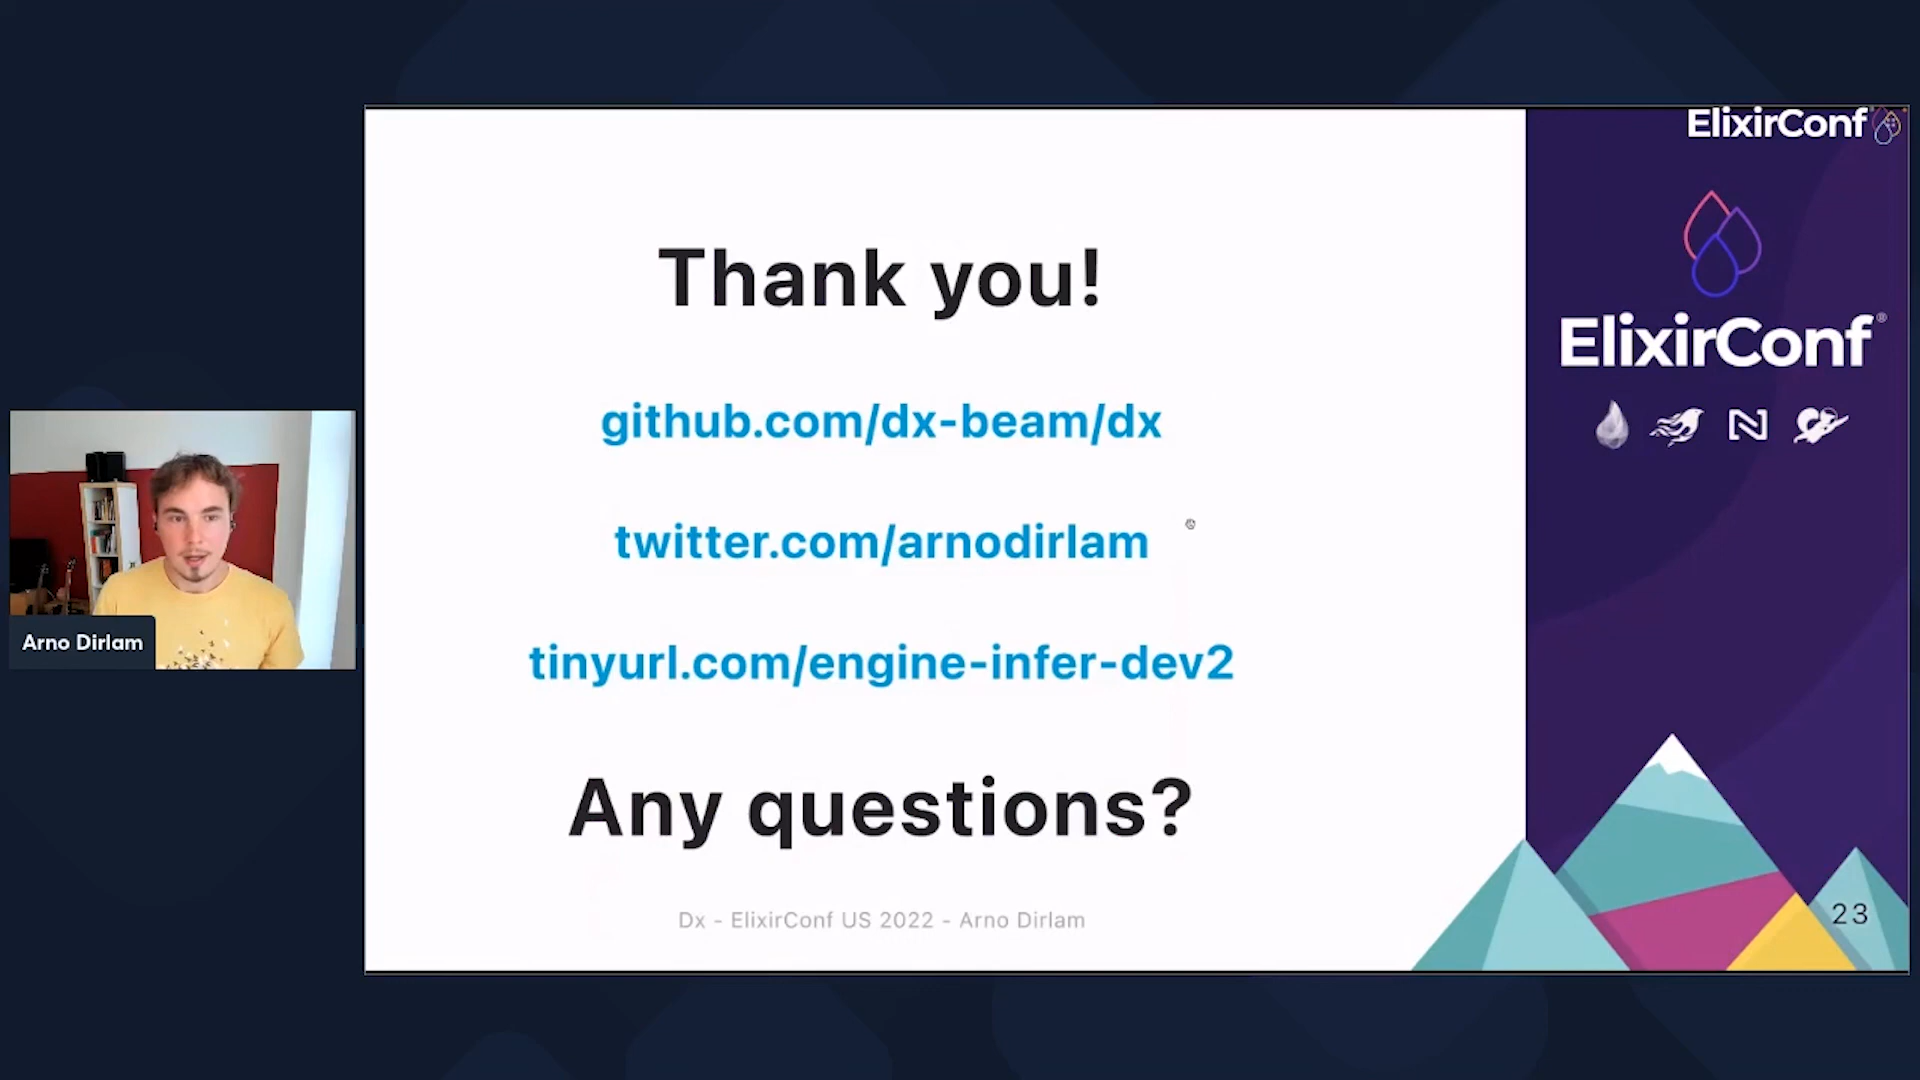 ElixirConf
Thank you!
github.com/dx-beam/dx
twitter.com/arnodirlam
tinyurl.com/engine-infer-dev2
Any questions?
Dx - ElixirConf US 2022 - Arno Dirlam
ElixirConf®
23
Arno Dirlam